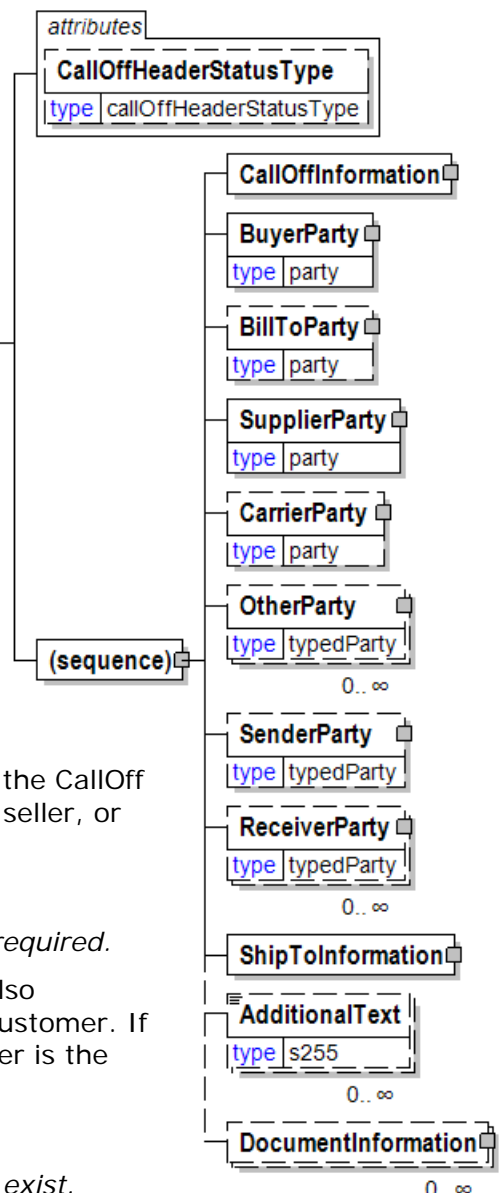 attributes
CallOffHeaderStatusType
type callOffHeaderStatusType
CallOffInformation
BuyerParty
type party
BillToParty
type party
SupplierParty
type party
CarrierParty
type party
OtherParty
type typedParty
0.. ∞
(sequence)
SenderParty
type typedParty
ReceiverParty
type typedParty
0.. ∞
ShipToInformation
AdditionalText
type s255
0.. ∞
DocumentInformation
0.. ∞
the CallOff
seller, or
required.
lso
ustomer. If
er is the
exist.